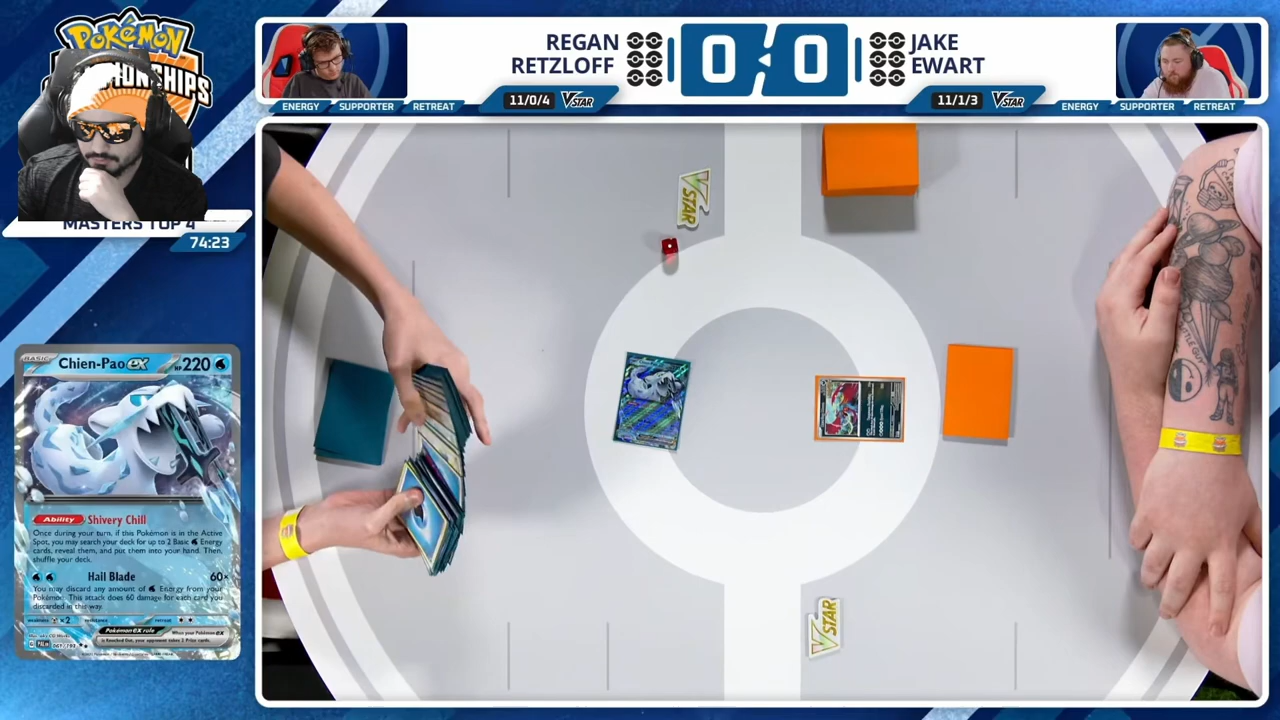 Pokémon
CHAMPIONSHIPS
MASTERS TOP 4
74:23
REGAN
RETZLOFF
0 0
JAKE
EWART
ENERGY SUPPORTER RETREAT
11/0/4 VSTAR
11/1/3 VSTAR
ENERGY SUPPORTER RETREAT
VSTAR
VSTAR
BASIC
Chien-Pao ex HP 220
Ability Shivery Chill
Once during your turn, if this Pokémon is in the Active
Spot, you may search your deck for up to 2 Basic Energy
cards, reveal them, and put them into your hand. Then,
shuffle your deck.
Hail Blade 60×
You may discard any amount of Energy from your
Pokémon. This attack does 60 damage for each card you
discarded in this way.
×2
Pokémon ex rule